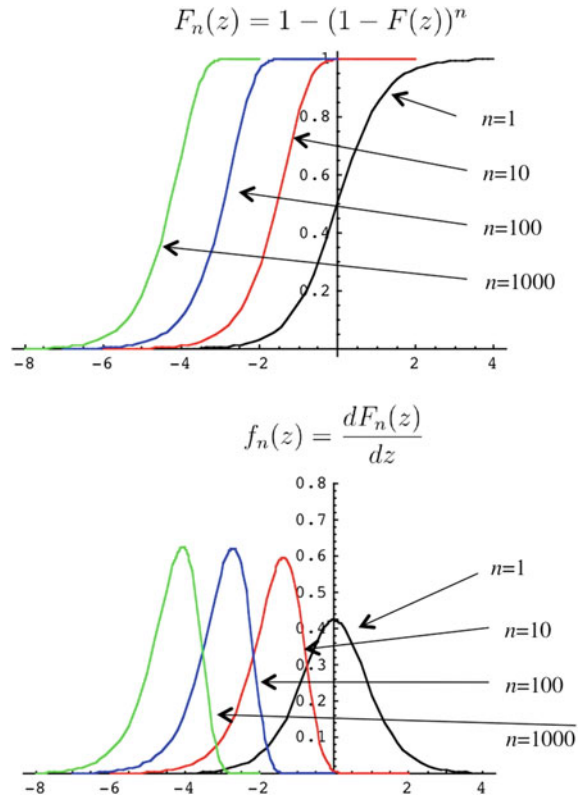 F_n(z) = 1 − (1 − F(z))^n
0.8
0.6
0.4
0.2
n=1
n=10
n=100
n=1000
-8 -6 -4 -2 2 4
f_n(z) = dF_n(z)/dz
0.8
0.7
0.6
0.5
0.4
0.3
0.2
0.1
n=1
n=10
n=100
n=1000
-8 -6 -4 -2 2 4